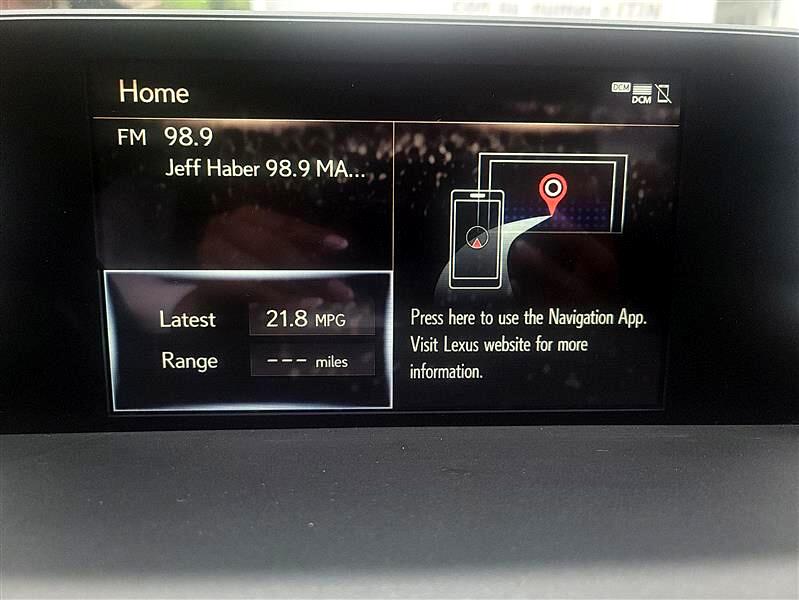 Home
DCM
DCM
FM 98.9
Jeff Haber 98.9 MA...
Latest 21.8 MPG
Range --- miles
Press here to use the Navigation App.
Visit Lexus website for more
information.